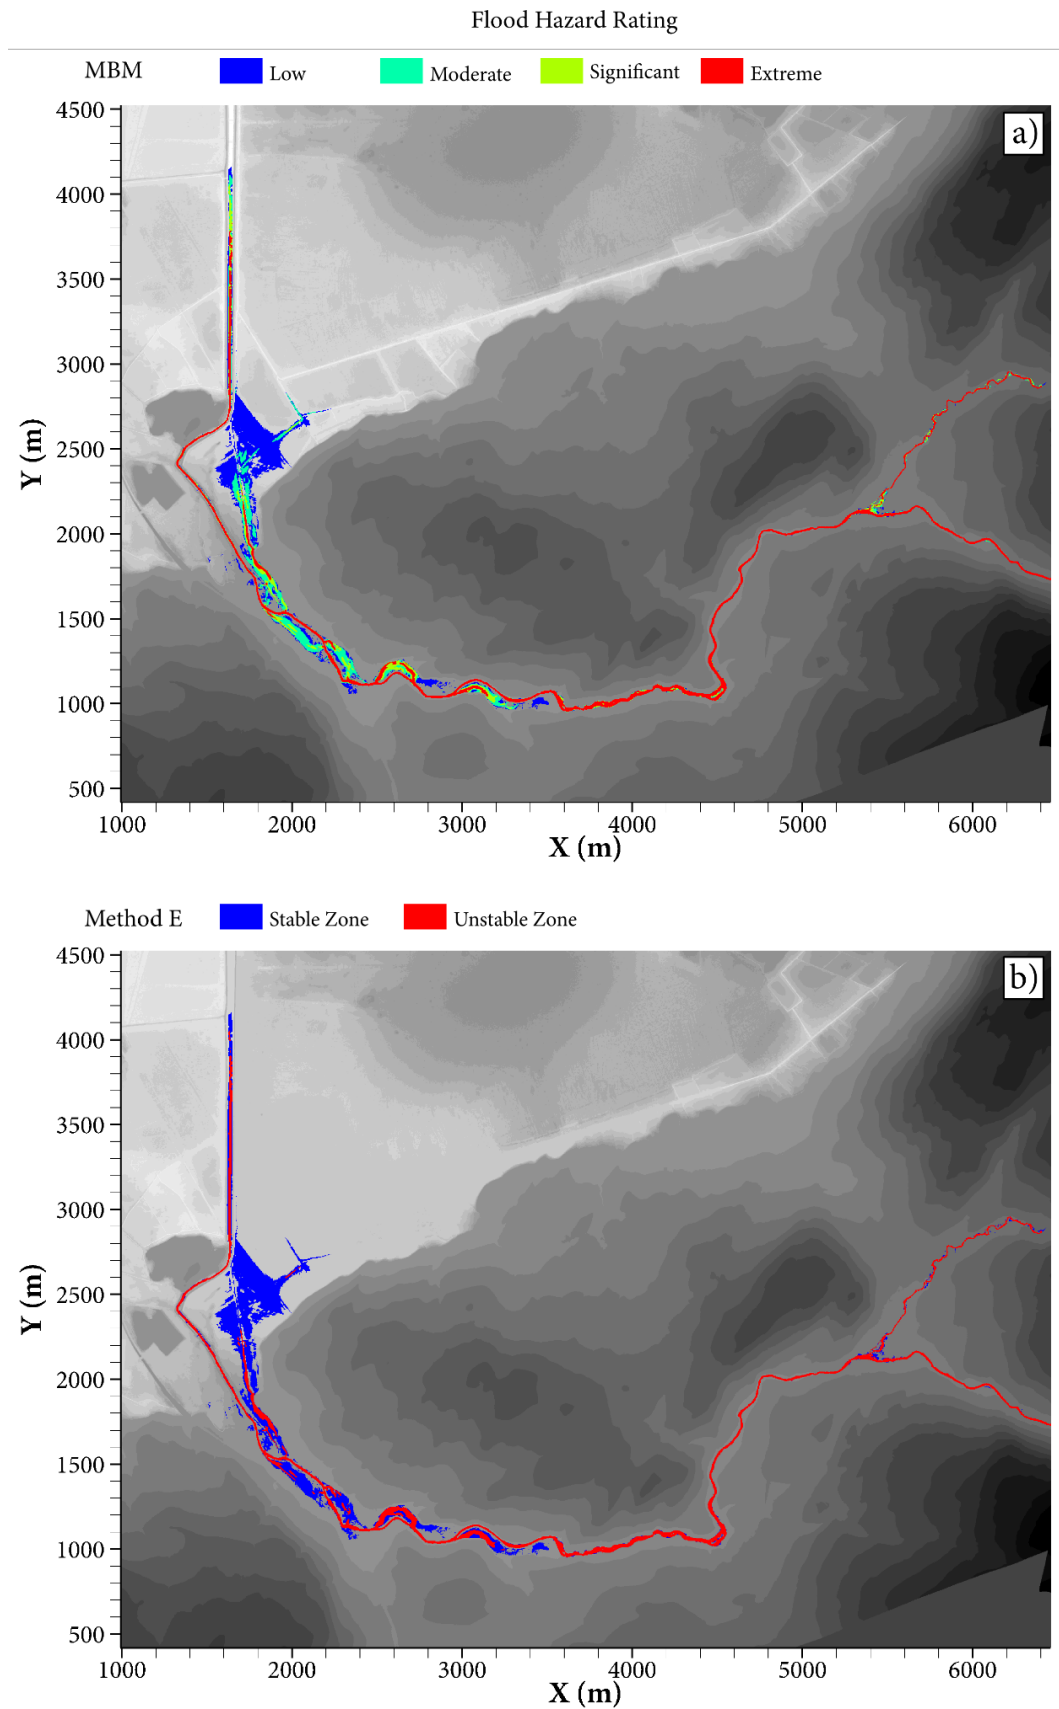 Flood Hazard Rating
MBM Low Moderate Significant Extreme
a)
4500
4000
3500
3000
2500
2000
1500
1000
500
Y (m)
1000 2000 3000 4000 5000 6000
X (m)
Method E Stable Zone Unstable Zone
b)
4500
4000
3500
3000
2500
2000
1500
1000
500
Y (m)
1000 2000 3000 4000 5000 6000
X (m)